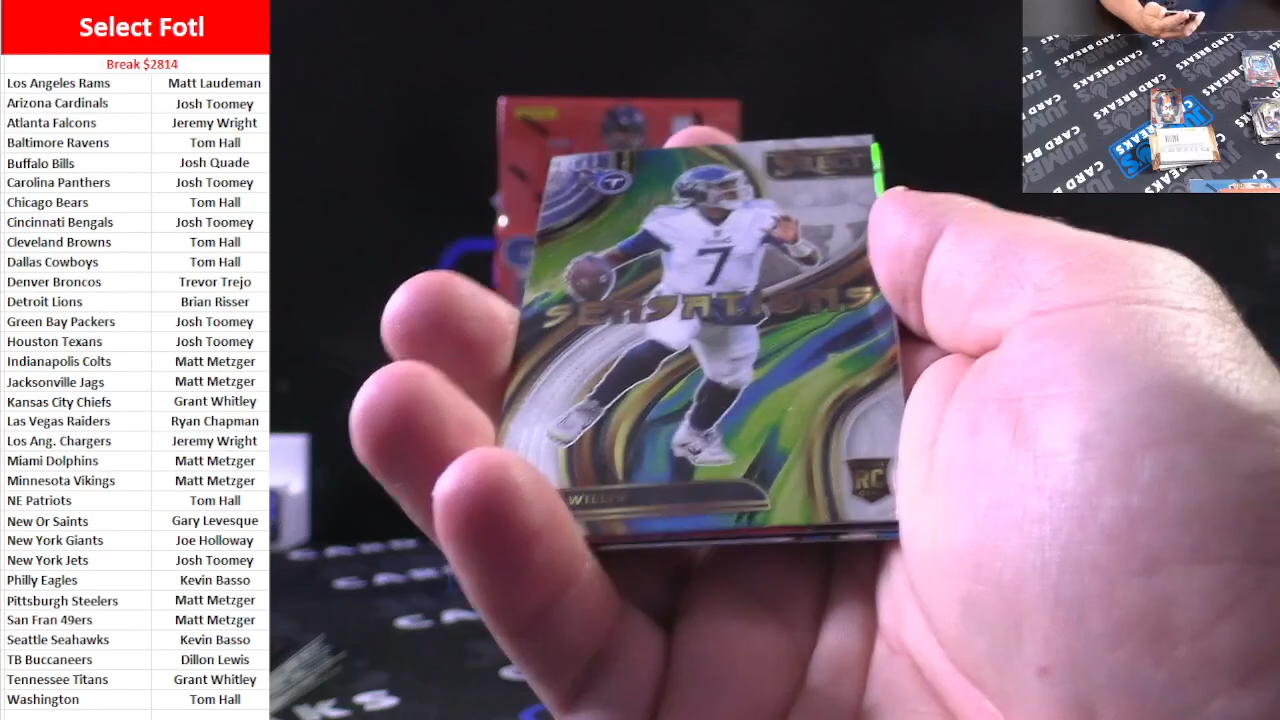 Select Fotl
Break $2814
Los Angeles Rams Matt Laudeman
Arizona Cardinals Josh Toomey
Atlanta Falcons Jeremy Wright
Baltimore Ravens Tom Hall
Buffalo Bills Josh Quade
Carolina Panthers Josh Toomey
Chicago Bears Tom Hall
Cincinnati Bengals Josh Toomey
Cleveland Browns Tom Hall
Dallas Cowboys Tom Hall
Denver Broncos Trevor Trejo
Detroit Lions Brian Risser
Green Bay Packers Josh Toomey
Houston Texans Josh Toomey
Indianapolis Colts Matt Metzger
Jacksonville Jags Matt Metzger
Kansas City Chiefs Grant Whitley
Las Vegas Raiders Ryan Chapman
Los Ang. Chargers Jeremy Wright
Miami Dolphins Matt Metzger
Minnesota Vikings Matt Metzger
NE Patriots Tom Hall
New Or Saints Gary Levesque
New York Giants Joe Holloway
New York Jets Josh Toomey
Philly Eagles Kevin Basso
Pittsburgh Steelers Matt Metzger
San Fran 49ers Matt Metzger
Seattle Seahawks Kevin Basso
TB Buccaneers Dillon Lewis
Tennessee Titans Grant Whitley
Washington Tom Hall
SELECT
7
SENSATIONS
WILLIS
RC
CARD BREAKS
JUMBOS